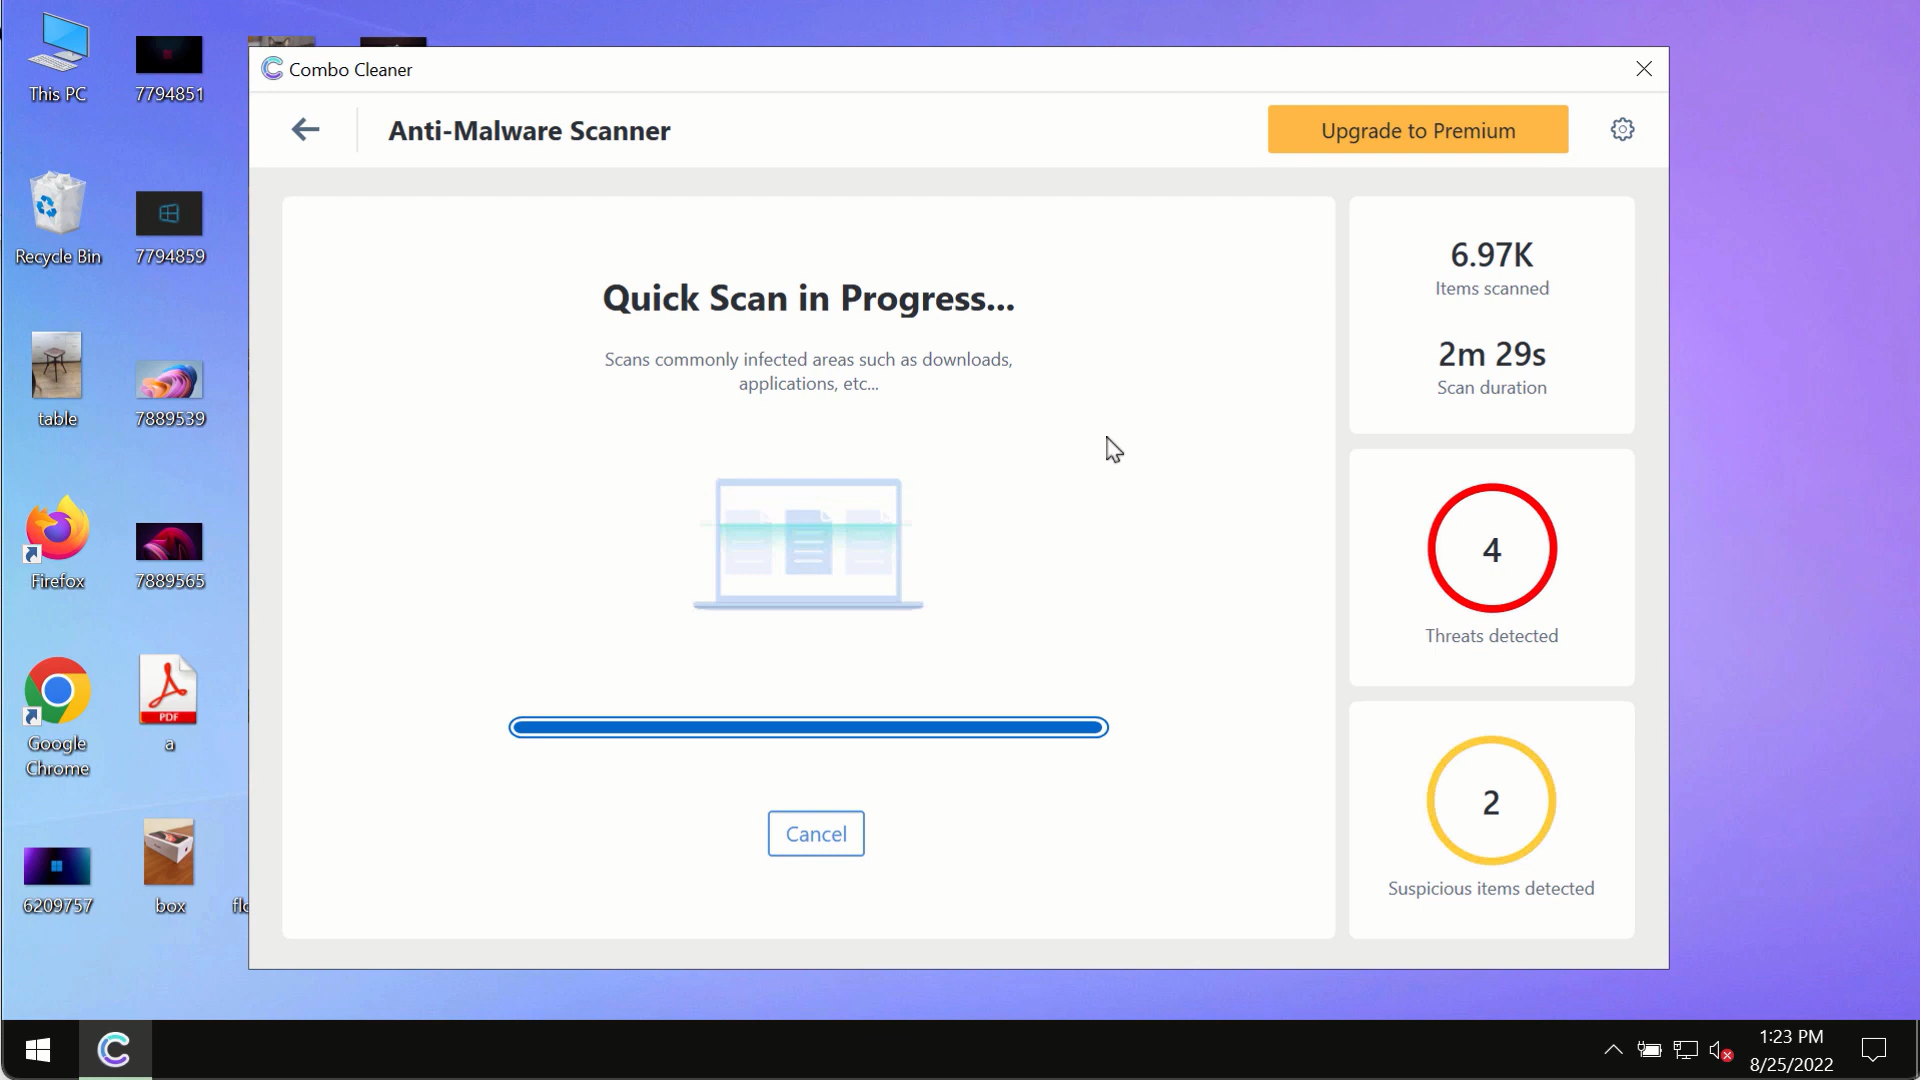 Combo Cleaner
Anti-Malware Scanner
Upgrade to Premium
Quick Scan in Progress...
Scans commonly infected areas such as downloads,
applications, etc...
Cancel
6.97K
Items scanned
2m 29s
Scan duration
4
Threats detected
2
Suspicious items detected
This PC
7794851
Recycle Bin
7794859
table
7889539
Firefox
7889565
Google
Chrome
PDF
a
6209757
box
1:23 PM
8/25/2022